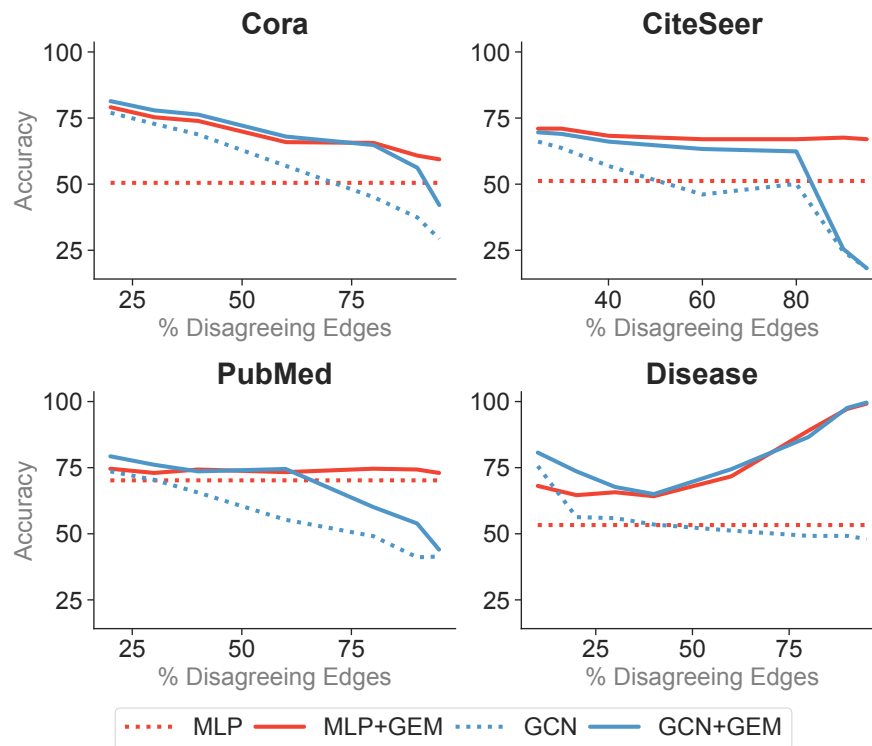 Cora
CiteSeer
100
75
50
25
Accuracy
25
50
75
% Disagreeing Edges
100
75
50
25
40
60
80
% Disagreeing Edges
PubMed
Disease
100
75
50
25
Accuracy
25
50
75
% Disagreeing Edges
100
75
50
25
25
50
75
% Disagreeing Edges
MLP MLP+GEM GCN GCN+GEM